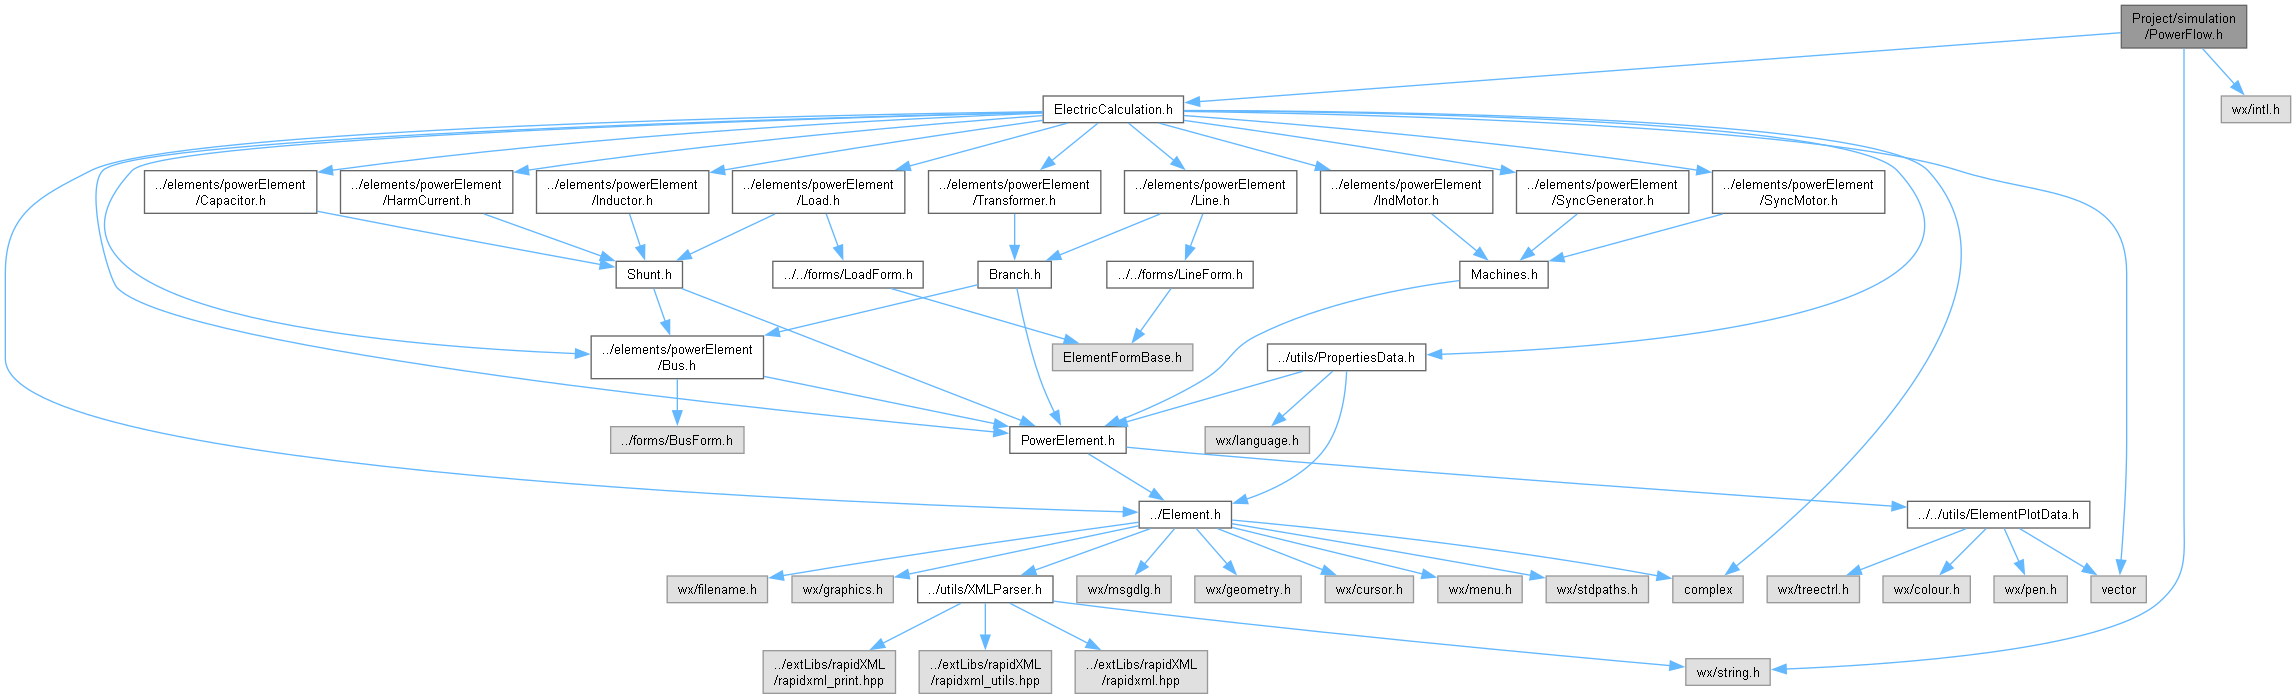 Project/simulation
/PowerFlow.h
ElectricCalculation.h
wx/intl.h
../elements/powerElement
/Capacitor.h
../elements/powerElement
/HarmCurrent.h
../elements/powerElement
/Inductor.h
../elements/powerElement
/Load.h
../elements/powerElement
/Transformer.h
../elements/powerElement
/Line.h
../elements/powerElement
/IndMotor.h
../elements/powerElement
/SyncGenerator.h
../elements/powerElement
/SyncMotor.h
Shunt.h
../../forms/LoadForm.h
Branch.h
../../forms/LineForm.h
Machines.h
../elements/powerElement
/Bus.h
ElementFormBase.h
../utils/PropertiesData.h
../forms/BusForm.h
PowerElement.h
wx/language.h
../Element.h
../../utils/ElementPlotData.h
wx/filename.h
wx/graphics.h
../utils/XMLParser.h
wx/msgdlg.h
wx/geometry.h
wx/cursor.h
wx/menu.h
wx/stdpaths.h
complex
wx/treectrl.h
wx/colour.h
wx/pen.h
vector
../extLibs/rapidXML
/rapidxml_print.hpp
../extLibs/rapidXML
/rapidxml_utils.hpp
../extLibs/rapidXML
/rapidxml.hpp
wx/string.h